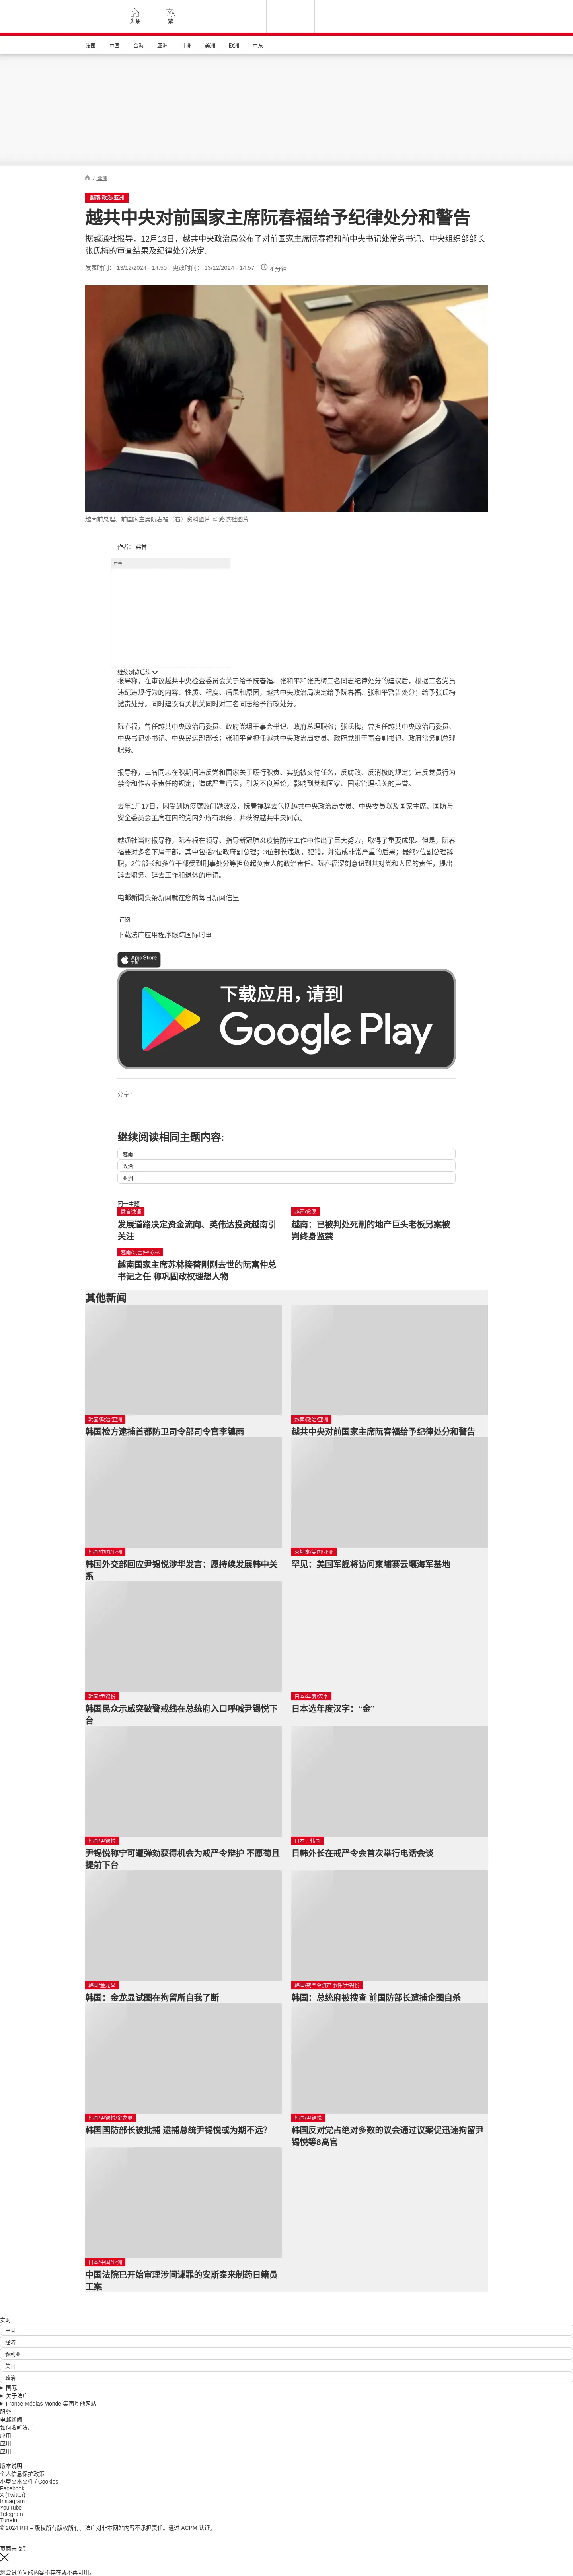 头条
繁
法国
中国
台海
亚洲
非洲
美洲
欧洲
中东
/ 亚洲
越南/政治/亚洲
越共中央对前国家主席阮春福给予纪律处分和警告
据越通社报导，12月13日，越共中央政治局公布了对前国家主席阮春福和前中央书记处常务书记、中央组织部部长
张氏梅的审查结果及纪律处分决定。
发表时间： 13/12/2024 - 14:50 更改时间： 13/12/2024 - 14:57 4 分钟
越南前总理、前国家主席阮春福（右）资料图片 © 路透社图片
作者： 弗林
广告
继续浏览后续
报导称，在审议越共中央检查委员会关于给予阮春福、张和平和张氏梅三名同志纪律处分的建议后，根据三名党员
违纪违规行为的内容、性质、程度、后果和原因，越共中央政治局决定给予阮春福、张和平警告处分；给予张氏梅
谴责处分。同时建议有关机关同时对三名同志给予行政处分。
阮春福，曾任越共中央政治局委员、政府党组干事会书记、政府总理职务；张氏梅，曾担任越共中央政治局委员、
中央书记处书记、中央民运部部长；张和平曾担任越共中央政治局委员、政府党组干事会副书记、政府常务副总理
职务。
报导称，三名同志在职期间违反党和国家关于履行职责、实施被交付任务，反腐败、反消极的规定；违反党员行为
禁令和作表率责任的规定；造成严重后果，引发不良舆论，影响到党和国家、国家管理机关的声誉。
去年1月17日，因受到防疫腐败问题波及，阮春福辞去包括越共中央政治局委员、中央委员以及国家主席、国防与
安全委员会主席在内的党内外所有职务，并获得越共中央同意。
越通社当时报导称，阮春福在领导、指导新冠肺炎疫情防控工作中作出了巨大努力，取得了重要成果。但是，阮春
福要对多名下属干部，其中包括2位政府副总理；3位部长违规，犯错，并造成非常严重的后果；最终2位副总理辞
职，2位部长和多位干部受到刑事处分等担负起负责人的政治责任。阮春福深刻意识到其对党和人民的责任，提出
辞去职务、辞去工作和退休的申请。
电邮新闻头条新闻就在您的每日新闻信里
订阅
下载法广应用程序跟踪国际时事
App Store
下载
下载应用，请到
Google Play
分享 :
继续阅读相同主题内容:
越南
政治
亚洲
同一主题
微言微语
发展道路决定资金流向、英伟达投资越南引
关注
越南/贪腐
越南：已被判处死刑的地产巨头老板另案被
判终身监禁
越南/阮富仲/苏林
越南国家主席苏林接替刚刚去世的阮富仲总
书记之任 称巩固政权理想人物
其他新闻
韩国/政治/亚洲
韩国检方逮捕首都防卫司令部司令官李镇雨
越南/政治/亚洲
越共中央对前国家主席阮春福给予纪律处分和警告
韩国/中国/亚洲
韩国外交部回应尹锡悦涉华发言：愿持续发展韩中关
系
柬埔寨/美国/亚洲
罕见：美国军舰将访问柬埔寨云壤海军基地
韩国/尹锡悦
韩国民众示威突破警戒线在总统府入口呼喊尹锡悦下
台
日本/年度/汉字
日本选年度汉字：“金”
韩国/尹锡悦
尹锡悦称宁可遭弹劾获得机会为戒严令辩护 不愿苟且
提前下台
日本、韩国
日韩外长在戒严令会首次举行电话会谈
韩国/金龙显
韩国：金龙显试图在拘留所自我了断
韩国/戒严令流产事件/尹锡悦
韩国：总统府被搜查 前国防部长遭捕企图自杀
韩国/尹锡悦/金龙显
韩国国防部长被批捕 逮捕总统尹锡悦或为期不远?
韩国/尹锡悦
韩国反对党占绝对多数的议会通过议案促迅速拘留尹
锡悦等8高官
日本/中国/亚洲
中国法院已开始审理涉间谍罪的安斯泰来制药日籍员
工案
实时
中国
经济
叙利亚
美国
政治
国际
关于法广
France Médias Monde 集团其他网站
服务
电邮新闻
如何收听法广
应用
应用
应用
版本说明
个人信息保护政策
小型文本文件 / Cookies
Facebook
X (Twitter)
Instagram
YouTube
Telegram
TuneIn
© 2024 RFI – 版权所有版权所有。法广对非本网站内容不承担责任。通过 ACPM 认证。
页面未找到
您尝试访问的内容不存在或不再可用。